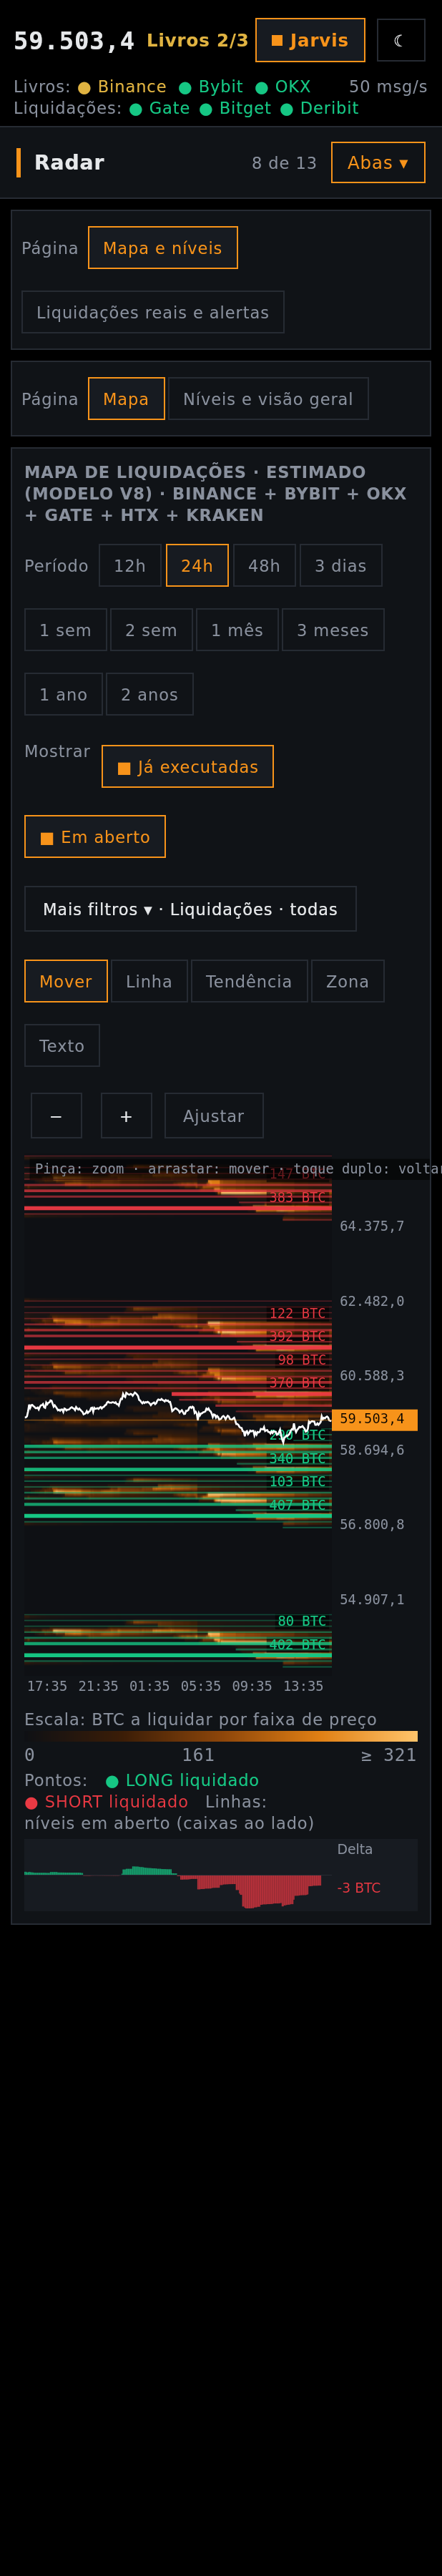 59.503,4 Livros 2/3 ■ Jarvis ☾
Livros: ● Binance ● Bybit ● OKX 50 msg/s
Liquidações: ● Gate ● Bitget ● Deribit
Radar 8 de 13 Abas ▾
Página Mapa e níveis
Liquidações reais e alertas
Página Mapa Níveis e visão geral
MAPA DE LIQUIDAÇÕES · ESTIMADO
(MODELO V8) · BINANCE + BYBIT + OKX
+ GATE + HTX + KRAKEN
Período 12h 24h 48h 3 dias
1 sem 2 sem 1 mês 3 meses
1 ano 2 anos
Mostrar ■ Já executadas
■ Em aberto
Mais filtros ▾ · Liquidações · todas
Mover Linha Tendência Zona
Texto
− + Ajustar
Pinça: zoom · arrastar: mover · toque duplo: voltar
147 BTC
383 BTC
64.375,7
62.482,0
122 BTC
392 BTC
98 BTC
60.588,3
370 BTC
59.503,4
BTC
58.694,6
340 BTC
103 BTC
407 BTC
56.800,8
54.907,1
80 BTC
402 BTC
17:35 21:35 01:35 05:35 09:35 13:35
Escala: BTC a liquidar por faixa de preço
0 161 ≥ 321
Pontos: ● LONG liquidado
● SHORT liquidado Linhas:
níveis em aberto (caixas ao lado)
Delta
-3 BTC